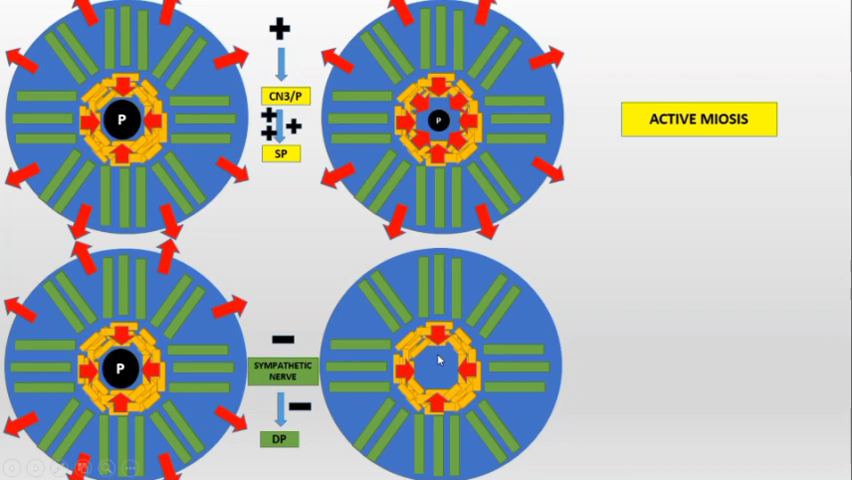 P
CN3/P
SP
P
ACTIVE MIOSIS
P
SYMPATHETIC
NERVE
DP